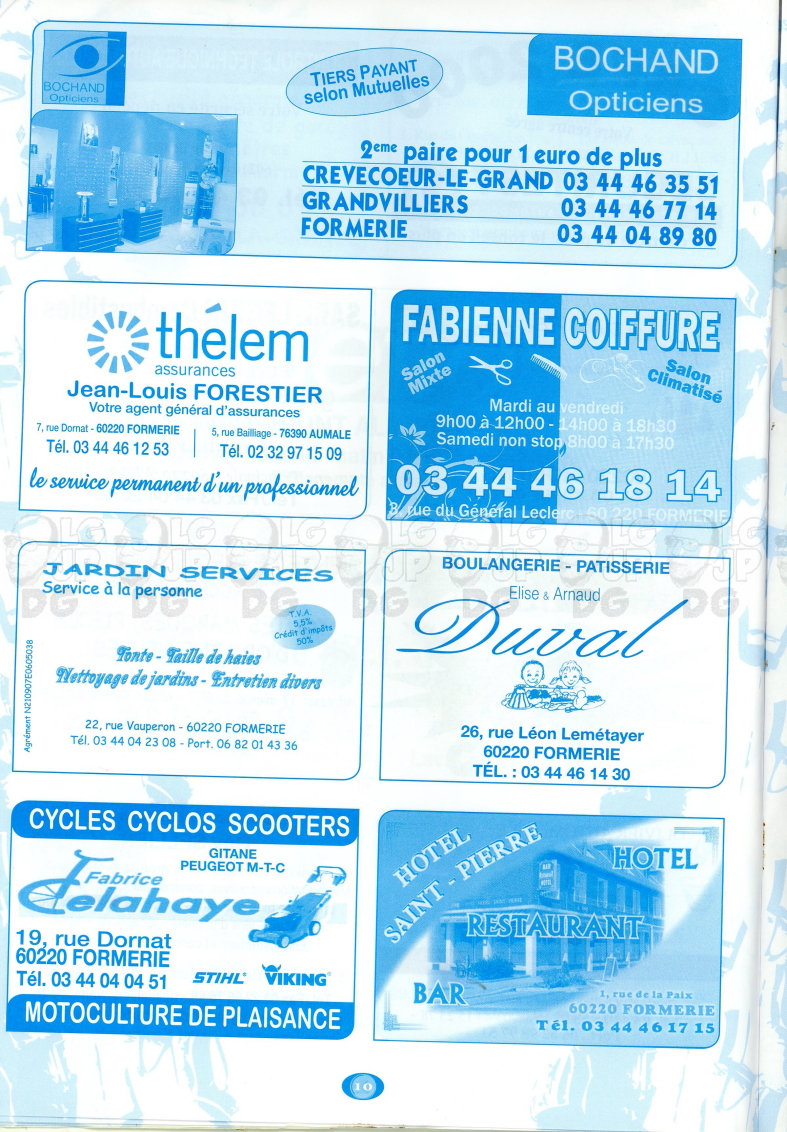 BOCHAND
Opticiens
TIERS PAYANT
selon Mutuelles
BOCHAND
Opticiens
2eme paire pour 1 euro de plus
CREVECOEUR-LE-GRAND 03 44 46 35 51
GRANDVILLIERS 03 44 46 77 14
FORMERIE 03 44 04 89 80
thélem
assurances
Jean-Louis FORESTIER
Votre agent général d'assurances
7, rue Dornat - 60220 FORMERIE
Tél. 03 44 46 12 53
5, rue Bailliage - 76390 AUMALE
Tél. 02 32 97 15 09
le service permanent d'un professionnel
FABIENNE COIFFURE
Salon
Mixte
Salon
Climatisé
Mardi au vendredi
9h00 à 12h00 - 14h00 à 18h30
Samedi non stop 8h00 à 17h30
03 44 46 18 14
8, rue du Général Leclerc - 60 220 FORMERIE
JARDIN SERVICES
Service à la personne
T.V.A.
5,5%
Crédit d'impôts
50%
Tonte - Taille de haies
Nettoyage de jardins - Entretien divers
22, rue Vauperon - 60220 FORMERIE
Tél. 03 44 04 23 08 - Port. 06 82 01 43 36
Agrément N210907E0605038
BOULANGERIE - PATISSERIE
Elise & Arnaud
Duval
26, rue Léon Lemétayer
60220 FORMERIE
TÉL. : 03 44 46 14 30
CYCLES CYCLOS SCOOTERS
GITANE
PEUGEOT M-T-C
Fabrice
Delahaye
19, rue Dornat
60220 FORMERIE
Tél. 03 44 04 04 51
STIHL VIKING
MOTOCULTURE DE PLAISANCE
HOTEL
SAINT - PIERRE
HOTEL
RESTAURANT
BAR
1, rue de la Paix
60220 FORMERIE
Tél. 03 44 46 17 15
10